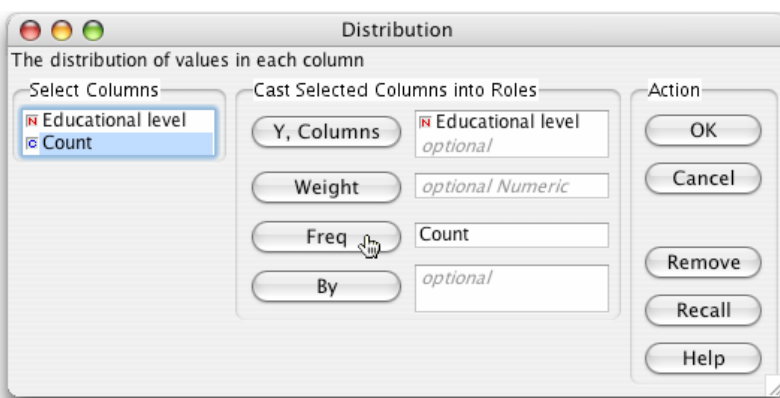 Distribution
The distribution of values in each column
Select Columns
N Educational level
C Count
Cast Selected Columns into Roles
Y, Columns
N Educational level
optional
Weight
optional Numeric
Freq
Count
By
optional
Action
OK
Cancel
Remove
Recall
Help